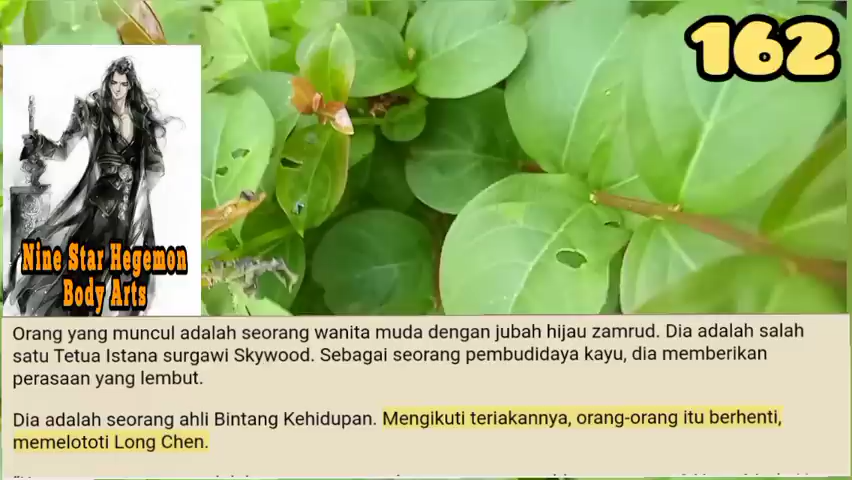 162
Nine Star Hegemon
Body Arts
Orang yang muncul adalah seorang wanita muda dengan jubah hijau zamrud. Dia adalah salah
satu Tetua Istana surgawi Skywood. Sebagai seorang pembudidaya kayu, dia memberikan
perasaan yang lembut.
Dia adalah seorang ahli Bintang Kehidupan. Mengikuti teriakannya, orang-orang itu berhenti,
memelototi Long Chen.